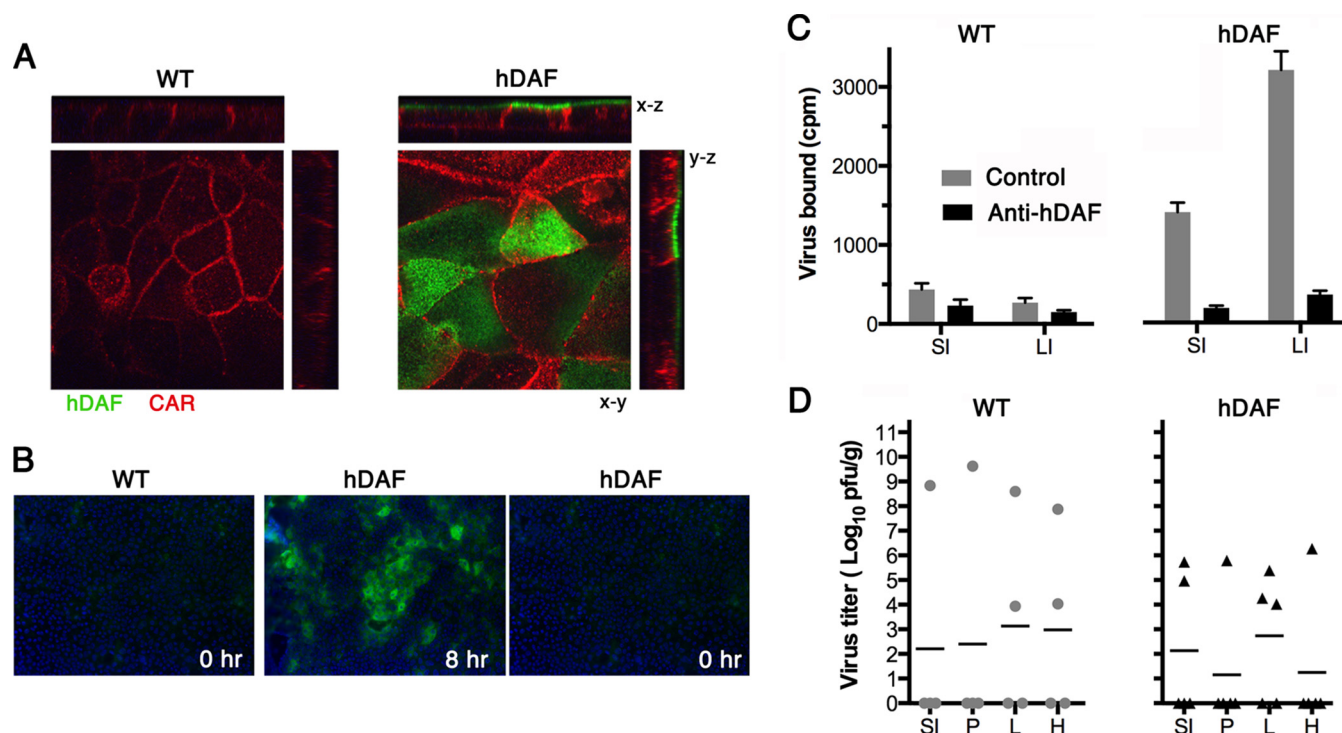 A
WT
hDAF
x-z
y-z
x-y
hDAF CAR
B
WT
hDAF
hDAF
0 hr
8 hr
0 hr
C
WT
hDAF
Virus bound (cpm)
3000
2000
1000
0
Control
Anti-hDAF
SI LI
SI LI
D
WT
hDAF
Virus titer ( Log10 pfu/g)
11
10
9
8
7
6
5
4
3
2
1
0
SI P L H
SI P L H